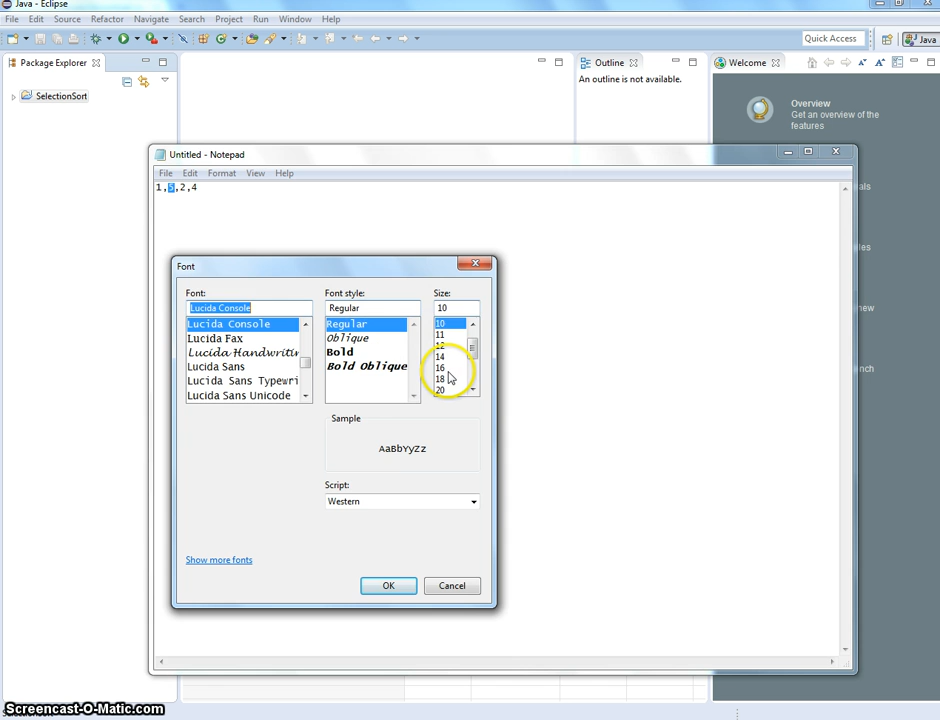 Java - Eclipse
File Edit Source Refactor Navigate Search Project Run Window Help
Quick Access
Java
Package Explorer
Outline
Welcome
An outline is not available.
SelectionSort
Overview
Get an overview of the
features
Untitled - Notepad
File Edit Format View Help
1,5,2,4
Font
Font: Font style: Size:
Lucida Console Regular 10
Lucida Console Regular 10
Lucida Fax Oblique 11
Lucida Handwritin Bold 12
Lucida Sans Bold Oblique 14
Lucida Sans Typewri 16
Lucida Sans Unicode 18
20
Sample
AaBbYyZz
Script:
Western
Show more fonts
OK Cancel
Screencast-O-Matic.com